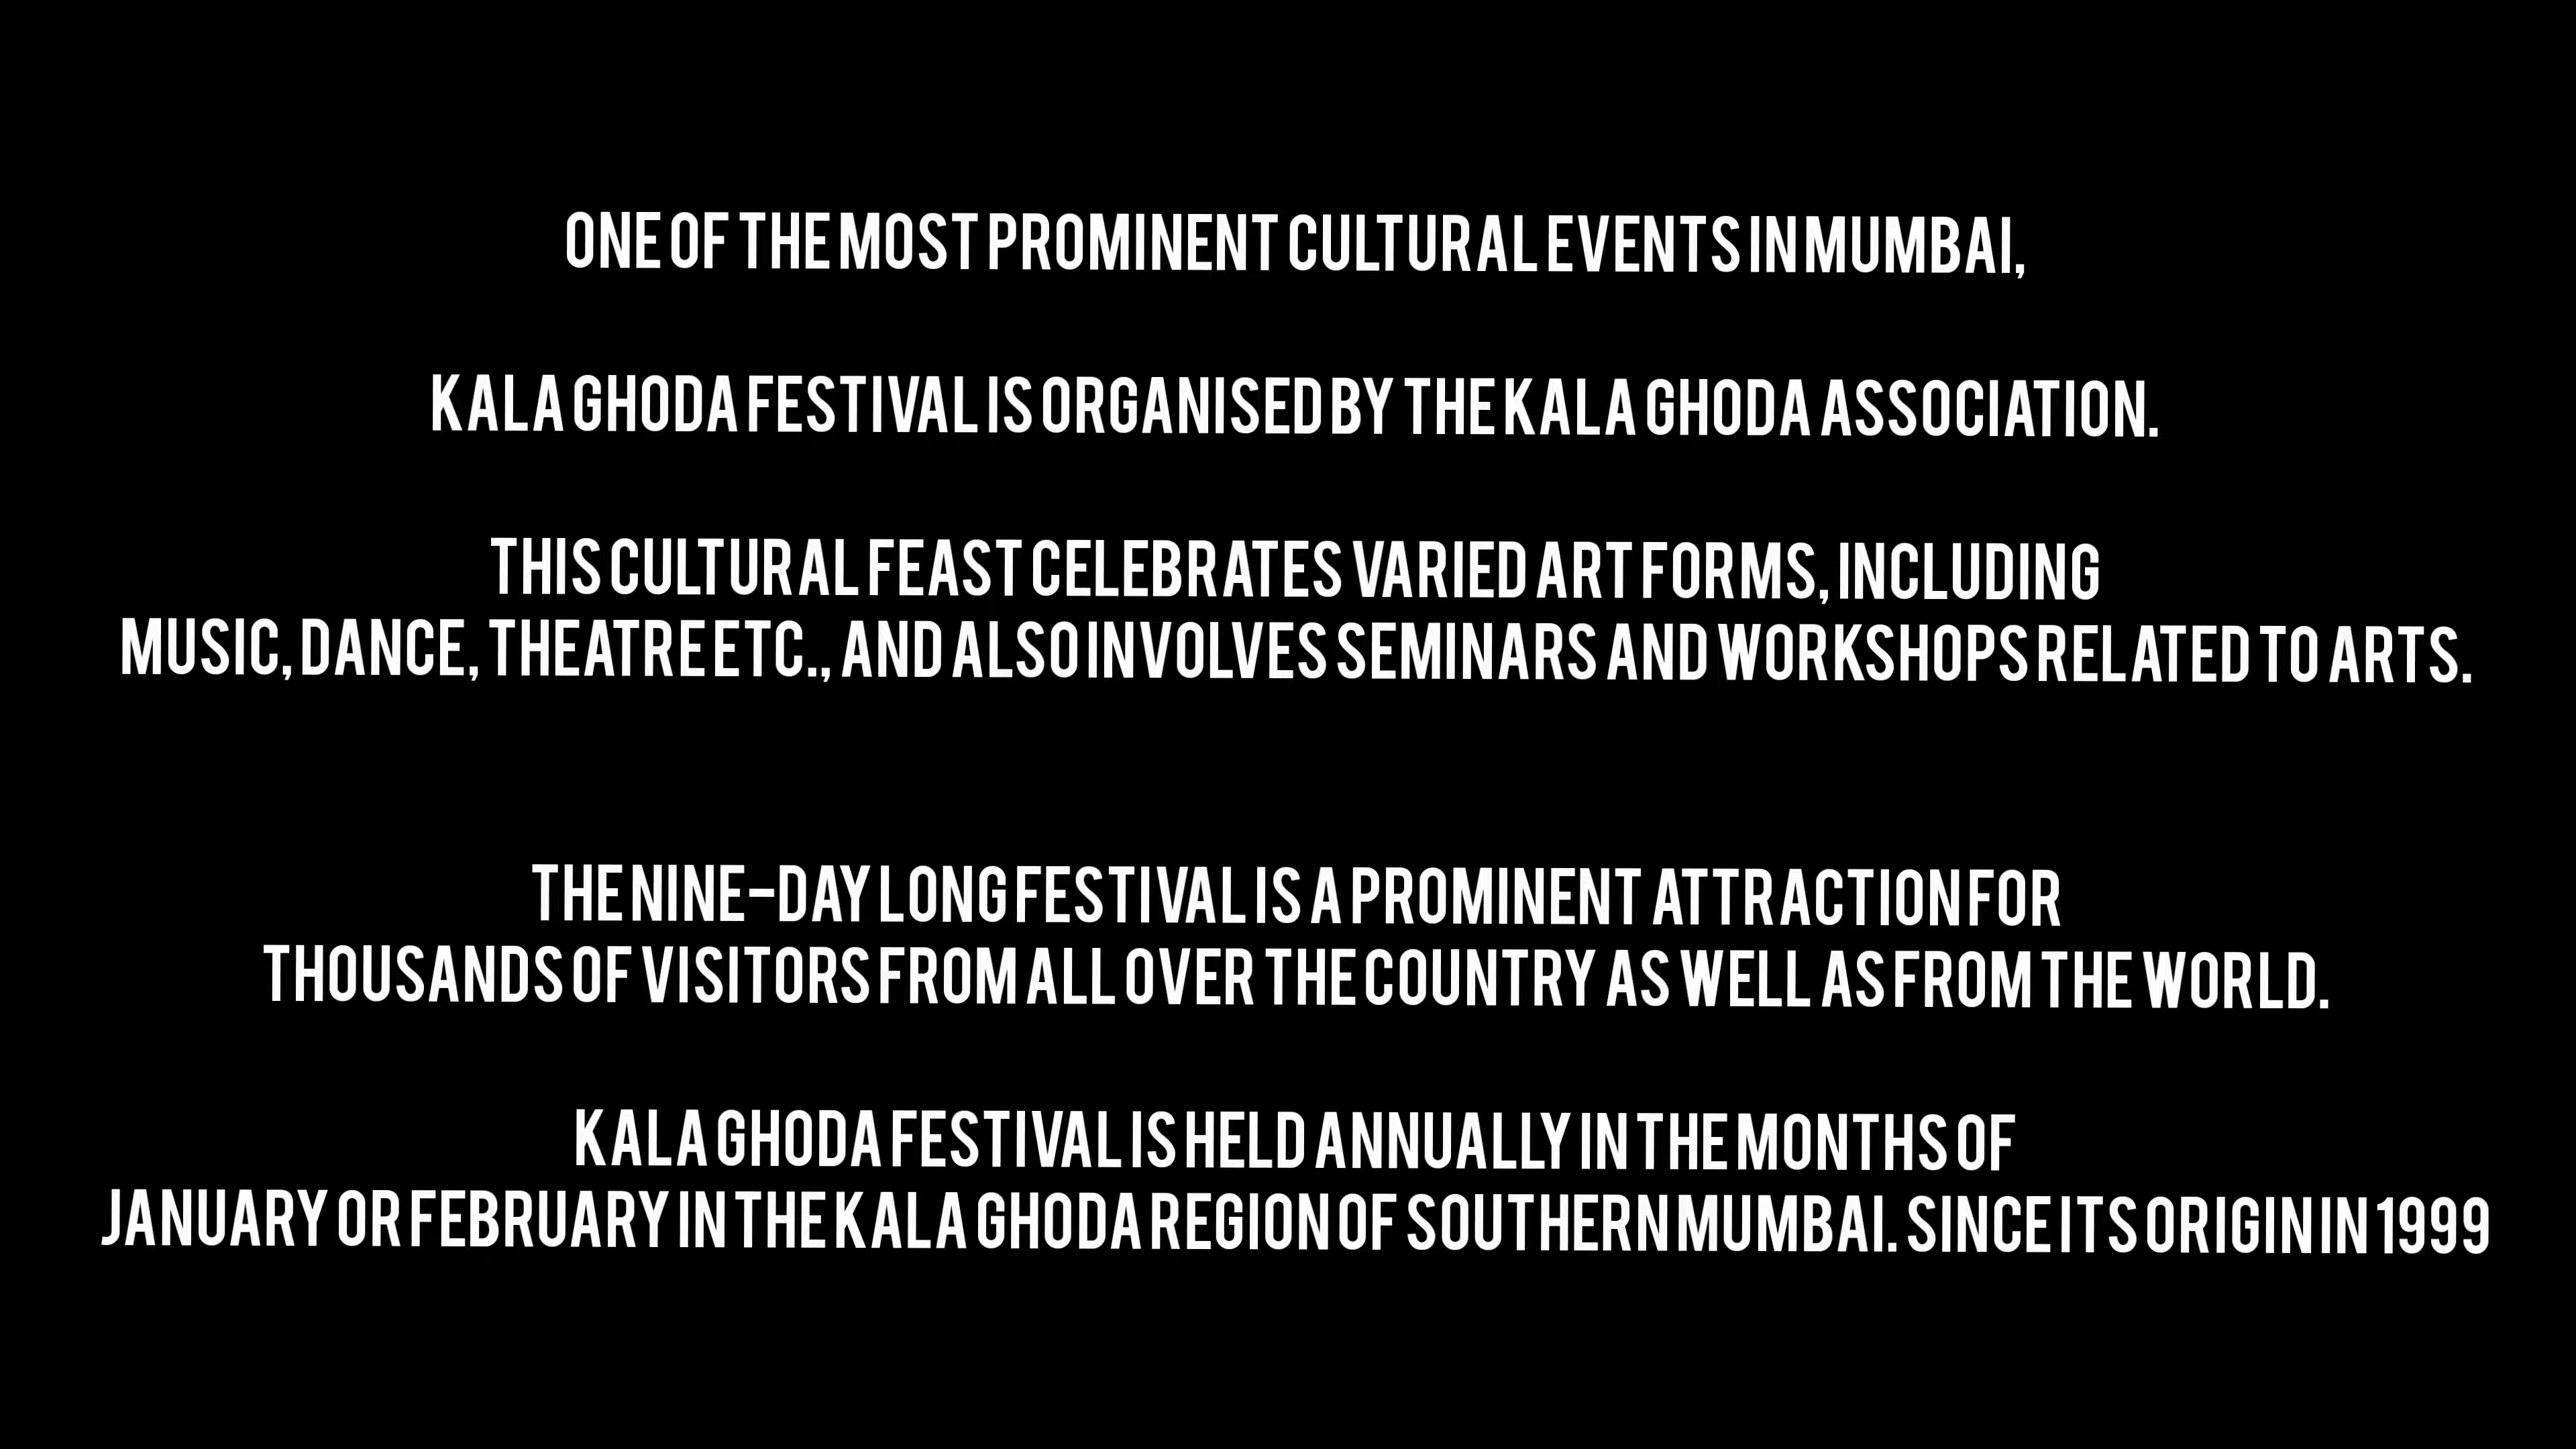 ONE OF THE MOST PROMINENT CULTURAL EVENTS IN MUMBAI,
KALA GHODA FESTIVAL IS ORGANISED BY THE KALA GHODA ASSOCIATION.
THIS CULTURAL FEAST CELEBRATES VARIED ART FORMS, INCLUDING
MUSIC, DANCE, THEATRE ETC., AND ALSO INVOLVES SEMINARS AND WORKSHOPS RELATED TO ARTS.
THE NINE-DAY LONG FESTIVAL IS A PROMINENT ATTRACTION FOR
THOUSANDS OF VISITORS FROM ALL OVER THE COUNTRY AS WELL AS FROM THE WORLD.
KALA GHODA FESTIVAL IS HELD ANNUALLY IN THE MONTHS OF
JANUARY OR FEBRUARY IN THE KALA GHODA REGION OF SOUTHERN MUMBAI. SINCE ITS ORIGIN IN 1999